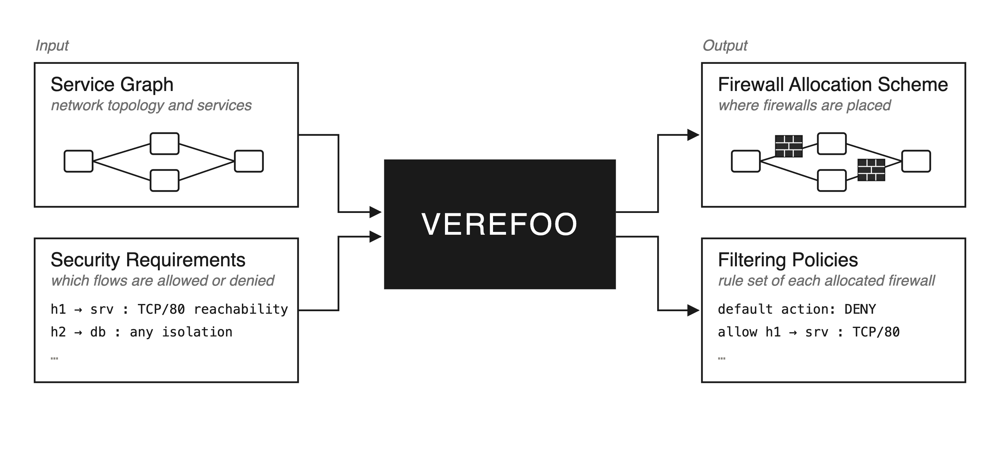 Input
Service Graph
network topology and services
Security Requirements
which flows are allowed or denied
h1 → srv : TCP/80 reachability
h2 → db : any isolation
…
VEREFOO
Output
Firewall Allocation Scheme
where firewalls are placed
Filtering Policies
rule set of each allocated firewall
default action: DENY
allow h1 → srv : TCP/80
…